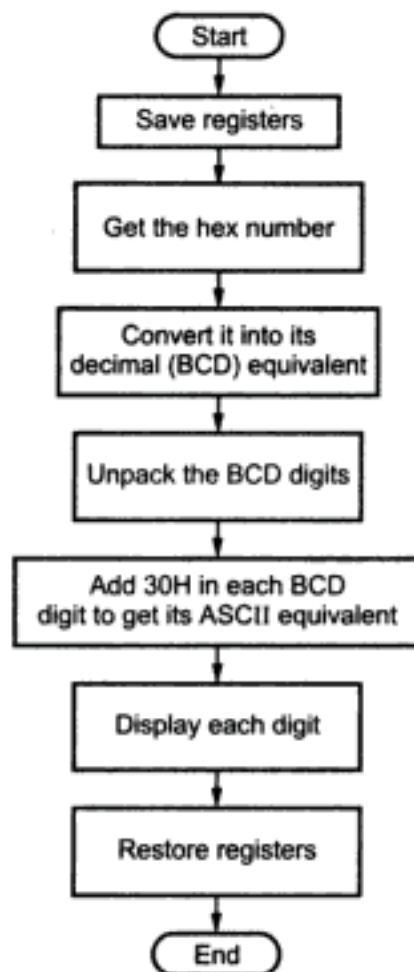 Start
Save registers
Get the hex number
Convert it into its
decimal (BCD) equivalent
Unpack the BCD digits
Add 30H in each BCD
digit to get its ASCII equivalent
Display each digit
Restore registers
End